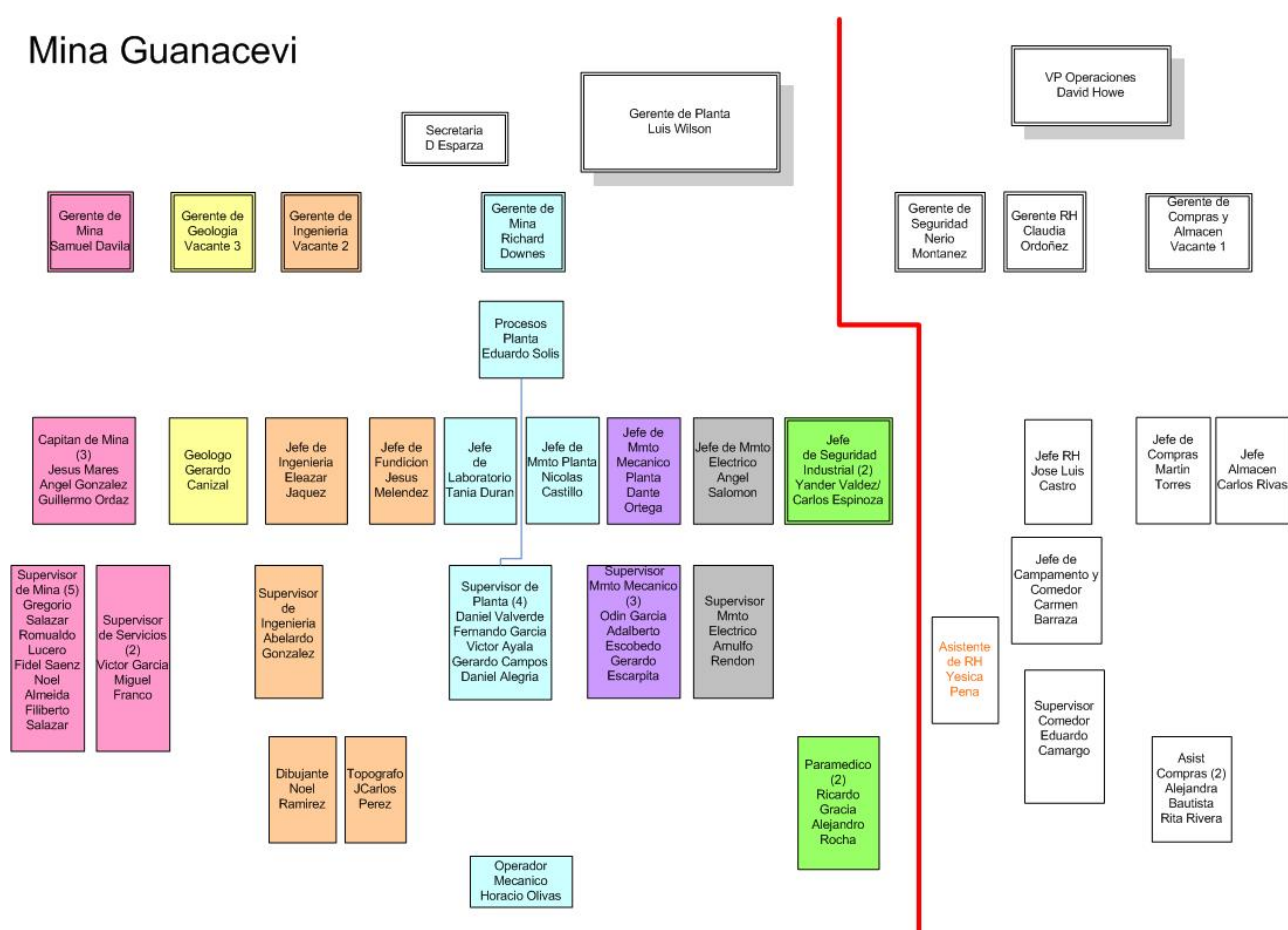 Mina Guanacevi
VP Operaciones
David Howe
Gerente de Planta
Luis Wilson
Secretaria
D Esparza
Gerente de
Mina
Samuel Davila
Gerente de
Geologia
Vacante 3
Gerente de
Ingenieria
Vacante 2
Gerente de
Mina
Richard
Downes
Gerente de
Seguridad
Nerio
Montanez
Gerente RH
Claudia
Ordoñez
Gerente de
Compras y
Almacen
Vacante 1
Procesos
Planta
Eduardo Solis
Capitan de Mina
(3)
Jesus Mares
Angel Gonzalez
Guillermo Ordaz
Geologo
Gerardo
Canizal
Jefe de
Ingenieria
Eleazar
Jaquez
Jefe de
Fundicion
Jesus
Melendez
Jefe
de
Laboratorio
Tania Duran
Jefe de
Mmto Planta
Nicolas
Castillo
Jefe de
Mmto
Mecanico
Planta
Dante
Ortega
Jefe de Mmto
Electrico
Angel
Salomon
Jefe
de Seguridad
Industrial (2)
Yander Valdez/
Carlos Espinoza
Jefe RH
Jose Luis
Castro
Jefe de
Compras
Martin
Torres
Jefe
Almacen
Carlos Rivas
Supervisor
de Mina (5)
Gregorio
Salazar
Romualdo
Lucero
Fidel Saenz
Noel
Almeida
Filiberto
Salazar
Supervisor
de Servicios
(2)
Victor Garcia
Miguel
Franco
Supervisor
de
Ingenieria
Abelardo
Gonzalez
Supervisor de
Planta (4)
Daniel Valverde
Fernando Garcia
Victor Ayala
Gerardo Campos
Daniel Alegria
Supervisor
Mmto Mecanico
(3)
Odin Garcia
Adalberto
Escobedo
Gerardo
Escarpita
Supervisor
Mmto
Electrico
Arnulfo
Rendon
Jefe de
Campamento y
Comedor
Carmen
Barraza
Asistente
de RH
Yesica
Pena
Supervisor
Comedor
Eduardo
Camargo
Dibujante
Noel
Ramirez
Topografo
JCarlos
Perez
Paramedico
(2)
Ricardo
Gracia
Alejandro
Rocha
Asist
Compras (2)
Alejandra
Bautista
Rita Rivera
Operador
Mecanico
Horacio Olivas